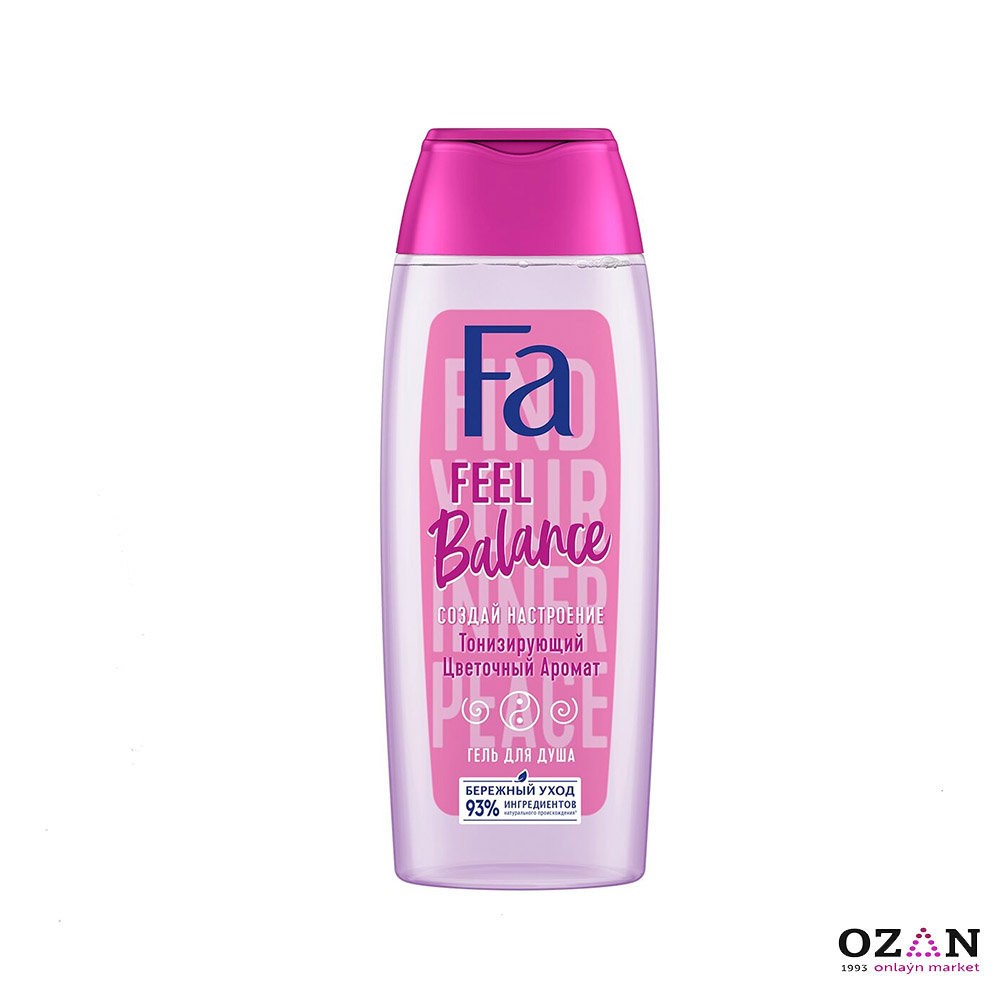 Fa
FIND
YOUR
INNER
PEACE
FEEL
Balance
СОЗДАЙ НАСТРОЕНИЕ
Тонизирующий
Цветочный Аромат
ГЕЛЬ ДЛЯ ДУША
БЕРЕЖНЫЙ УХОД
93% ИНГРЕДИЕНТОВ
натурального происхождения*
OZAN
1993 onlaýn market